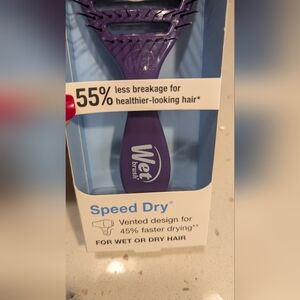 55% less breakage for
healthier-looking hair*
Wet
brush
Speed Dry®
Vented design for
45% faster drying**
FOR WET OR DRY HAIR